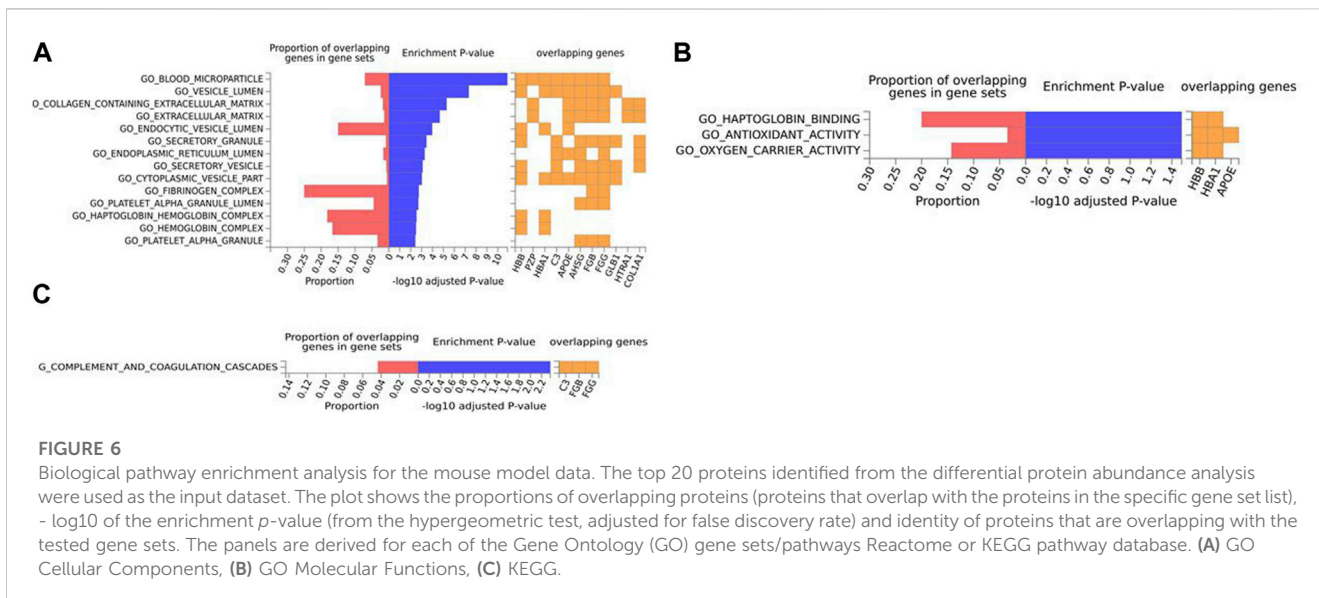 A
Proportion of overlapping
genes in gene sets
Enrichment P-value
overlapping genes
GO_BLOOD_MICROPARTICLE
GO_VESICLE_LUMEN
O_COLLAGEN_CONTAINING_EXTRACELLULAR_MATRIX
GO_EXTRACELLULAR_MATRIX
GO_ENDOCYTIC_VESICLE_LUMEN
GO_SECRETORY_GRANULE
GO_ENDOPLASMIC_RETICULUM_LUMEN
GO_SECRETORY_VESICLE
GO_CYTOPLASMIC_VESICLE_PART
GO_FIBRINOGEN_COMPLEX
GO_PLATELET_ALPHA_GRANULE_LUMEN
GO_HAPTOGLOBIN_HEMOGLOBIN_COMPLEX
GO_HEMOGLOBIN_COMPLEX
GO_PLATELET_ALPHA_GRANULE
0.30 0.25 0.20 0.15 0.10 0.05 0 1 2 3 4 5 6 7 8 9 10
HBB PZP HBA1 C3 APOE AHSG FGB FGG GLB1 HTRA1 COL1A1
Proportion
-log10 adjusted P-value
B
Proportion of overlapping
genes in gene sets
Enrichment P-value
overlapping genes
GO_HAPTOGLOBIN_BINDING
GO_ANTIOXIDANT_ACTIVITY
GO_OXYGEN_CARRIER_ACTIVITY
0.30 0.25 0.20 0.15 0.10 0.05 0.0 0.2 0.4 0.6 0.8 1.0 1.2 1.4
HBB HBA1 APOE
Proportion
-log10 adjusted P-value
C
Proportion of overlapping
genes in gene sets
Enrichment P-value
overlapping genes
G_COMPLEMENT_AND_COAGULATION_CASCADES
0.14 0.12 0.10 0.08 0.06 0.04 0.02 0.0 0.2 0.4 0.6 0.8 1.0 1.2 1.4 1.6 1.8 2.0 2.2
C3 FGB FGG
Proportion
-log10 adjusted P-value
FIGURE 6
Biological pathway enrichment analysis for the mouse model data. The top 20 proteins identified from the differential protein abundance analysis
were used as the input dataset. The plot shows the proportions of overlapping proteins (proteins that overlap with the proteins in the specific gene set list),
- log10 of the enrichment p-value (from the hypergeometric test, adjusted for false discovery rate) and identity of proteins that are overlapping with the
tested gene sets. The panels are derived for each of the Gene Ontology (GO) gene sets/pathways Reactome or KEGG pathway database. (A) GO
Cellular Components, (B) GO Molecular Functions, (C) KEGG.